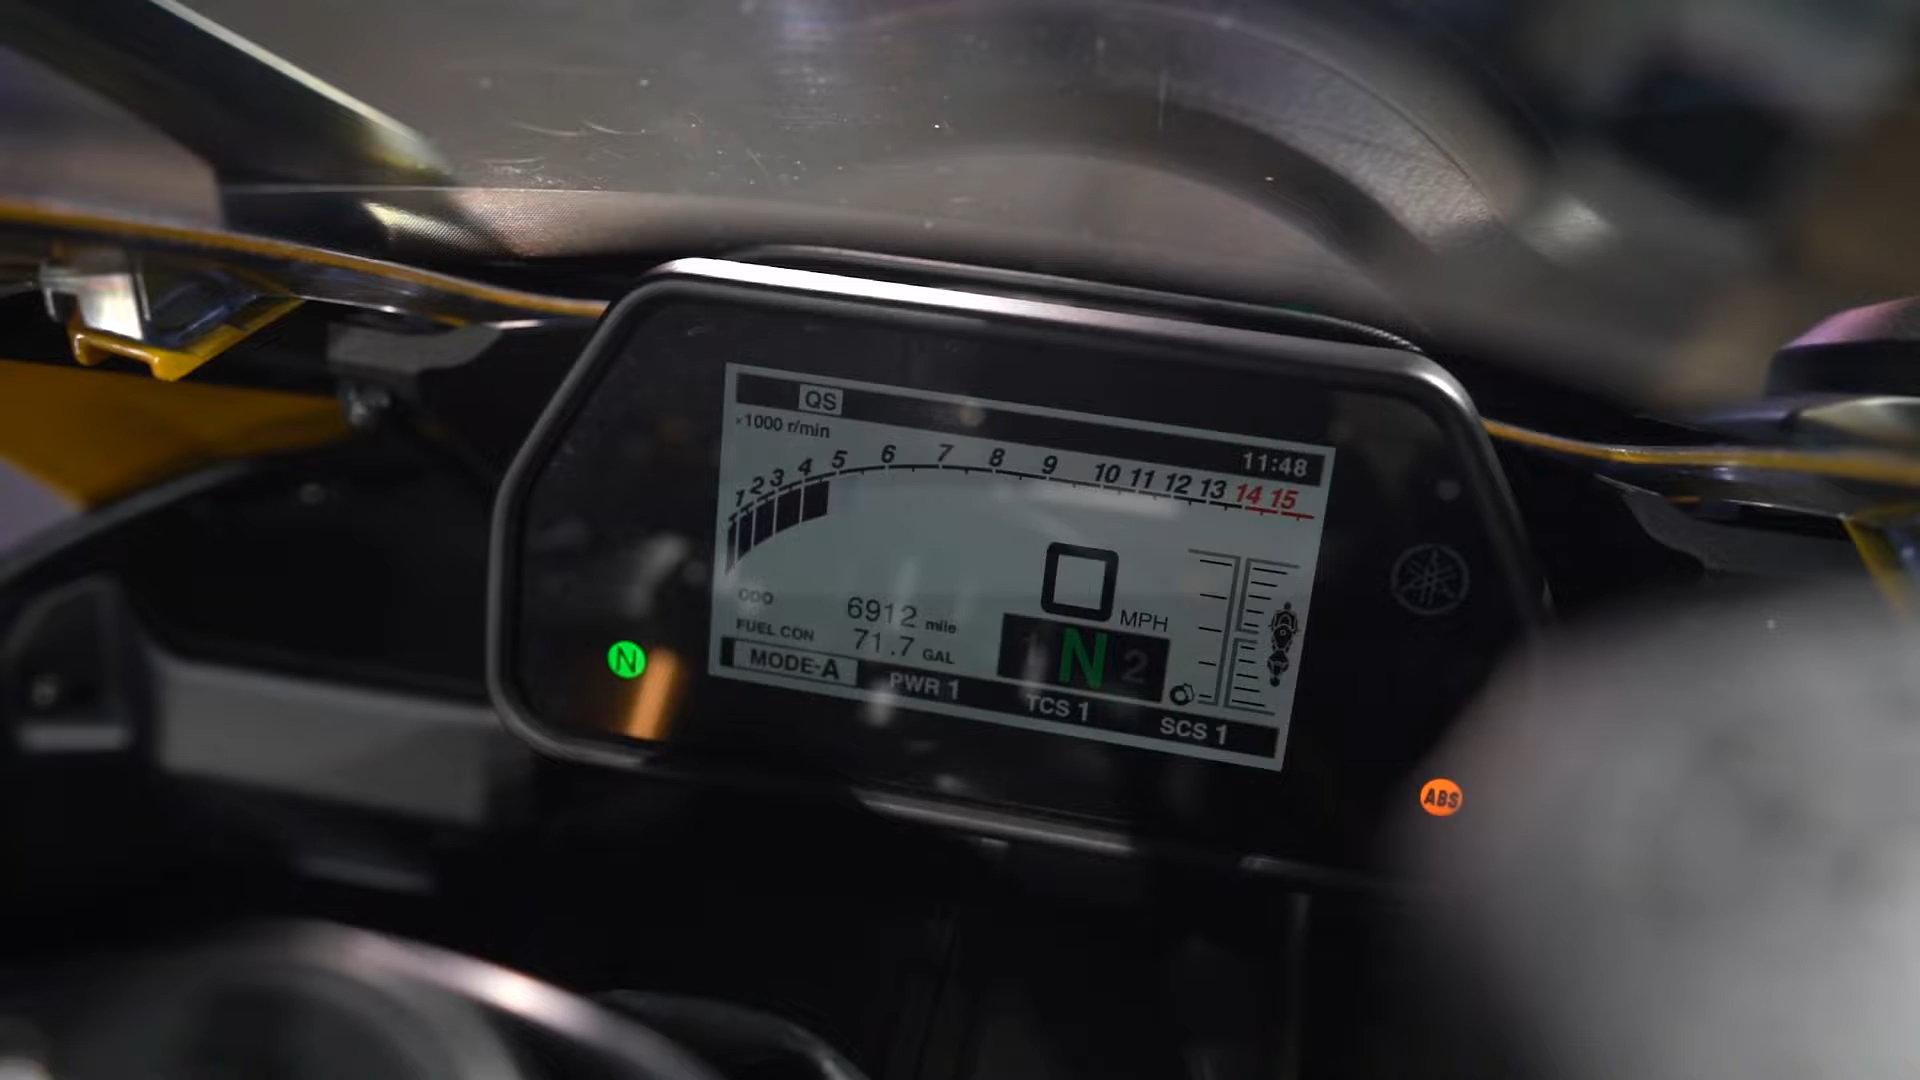 QS
11:48
×1000 r/min
1 2 3 4 5 6 7 8 9 10 11 12 13 14 15
0 MPH
ODO 6912 mile
FUEL CON 71.7 GAL
N 2
N
MODE-A PWR 1 TCS 1 SCS 1
ABS